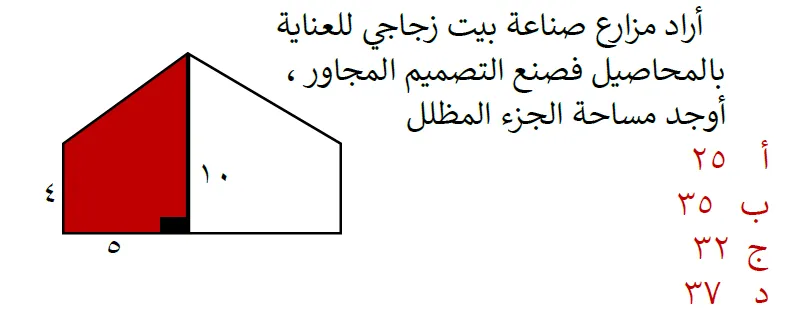 أراد مزارع صناعة بيت زجاجي للعناية
بالمحاصيل فصنع التصميم المجاور ،
أوجد مساحة الجزء المظلل
أ ٢٥
ب ٣٥
ج ٣٢
د ٣٧
١٠
٤
٥